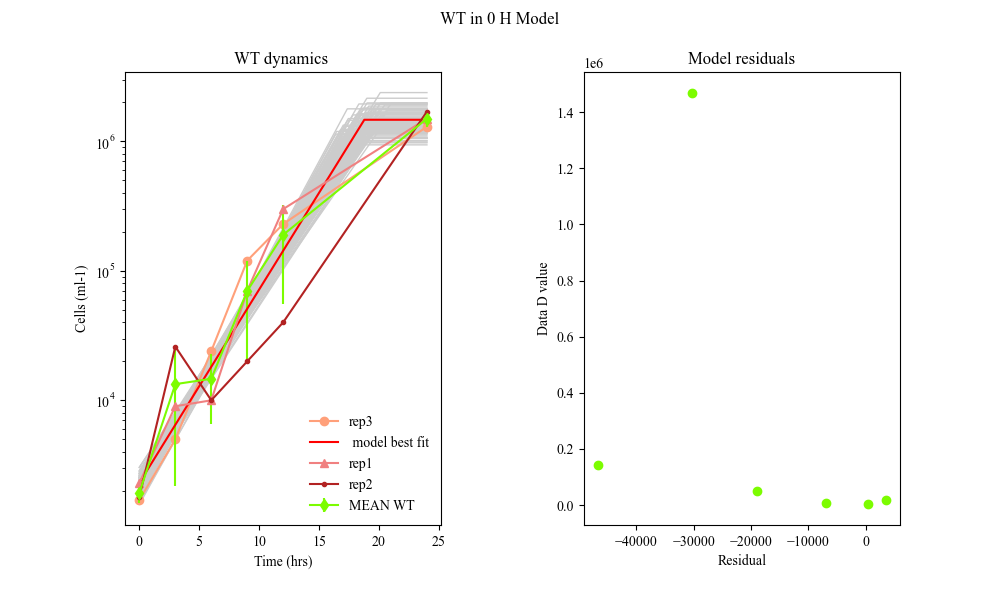 WT in 0 H Model
WT dynamics
Cells (ml-1)
10^6
10^5
10^4
rep3
model best fit
rep1
rep2
MEAN WT
0 5 10 15 20 25
Time (hrs)
Model residuals
1e6
Data D value
1.4
1.2
1.0
0.8
0.6
0.4
0.2
0.0
−40000 −30000 −20000 −10000 0
Residual